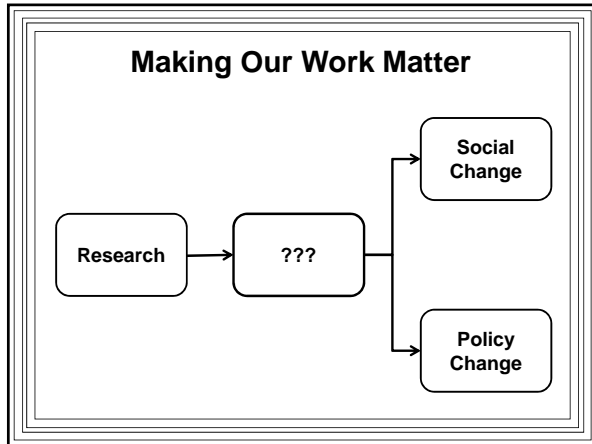 Making Our Work Matter
Social
Change
Research
???
Policy
Change